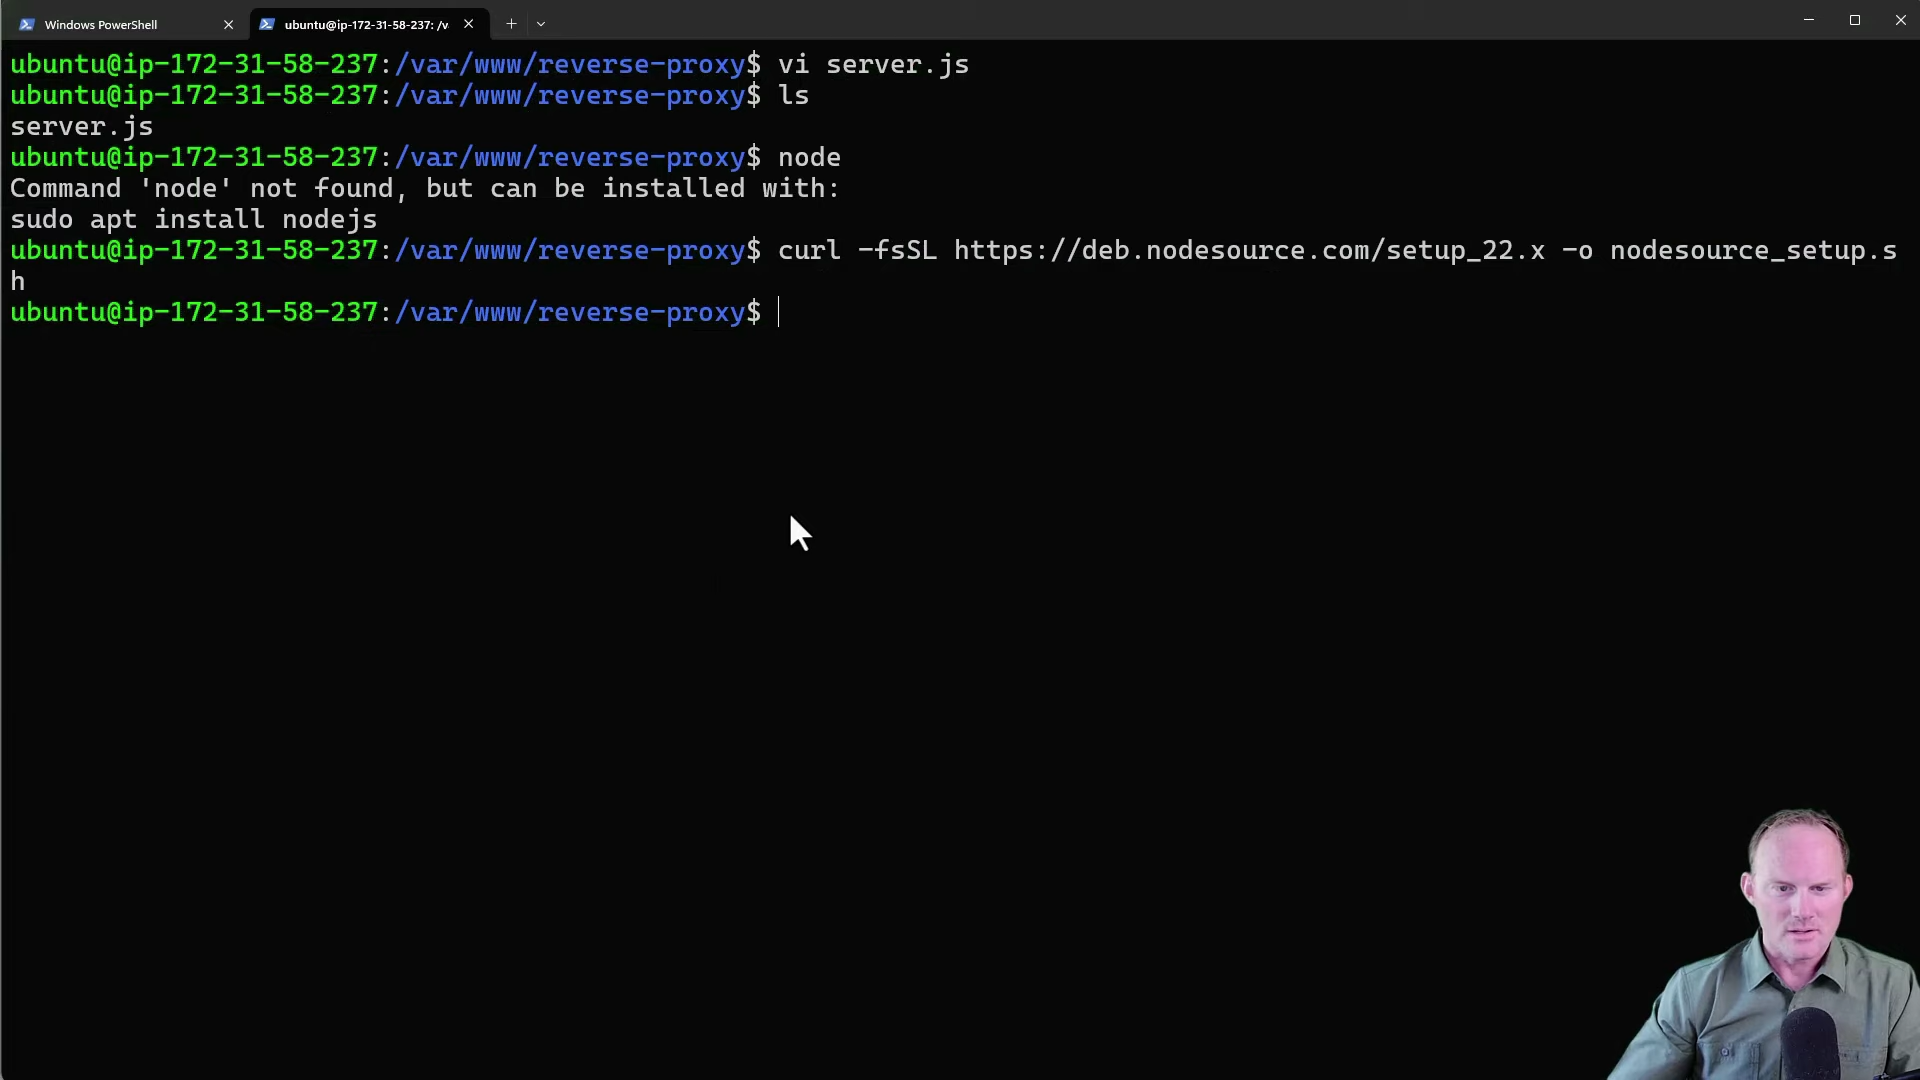 Windows PowerShell
ubuntu@ip-172-31-58-237: /v
ubuntu@ip-172-31-58-237:/var/www/reverse-proxy$ vi server.js
ubuntu@ip-172-31-58-237:/var/www/reverse-proxy$ ls
server.js
ubuntu@ip-172-31-58-237:/var/www/reverse-proxy$ node
Command 'node' not found, but can be installed with:
sudo apt install nodejs
ubuntu@ip-172-31-58-237:/var/www/reverse-proxy$ curl -fsSL https://deb.nodesource.com/setup_22.x -o nodesource_setup.s
h
ubuntu@ip-172-31-58-237:/var/www/reverse-proxy$